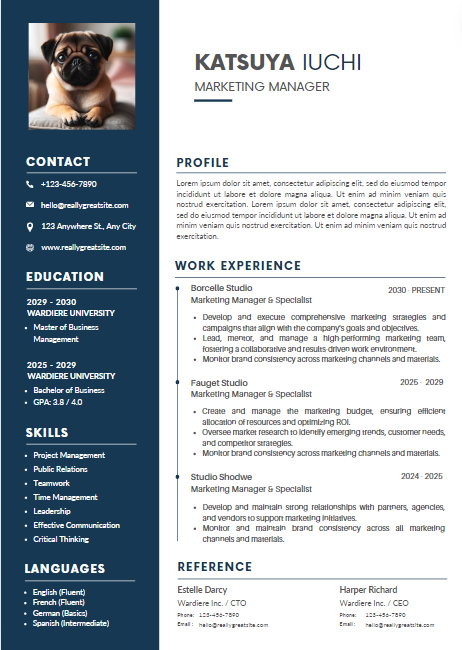 KATSUYA IUCHI
MARKETING MANAGER
CONTACT
+123-456-7890
hello@reallygreatsite.com
123 Anywhere St., Any City
www.reallygreatsite.com
EDUCATION
2029 - 2030
WARDIERE UNIVERSITY
• Master of Business
Management
2025 - 2029
WARDIERE UNIVERSITY
• Bachelor of Business
• GPA: 3.8 / 4.0
SKILLS
• Project Management
• Public Relations
• Teamwork
• Time Management
• Leadership
• Effective Communication
• Critical Thinking
LANGUAGES
• English (Fluent)
• French (Fluent)
• German (Basics)
• Spanish (Intermediate)
PROFILE
Lorem ipsum dolor sit amet, consectetur adipiscing elit, sed do eiusmod tempor
incididunt ut labore et dolore magna aliqua. Ut enim ad minim veniam, quis
nostrud exercitation. Lorem ipsum dolor sit amet, consectetur adipiscing elit,
sed do eiusmod tempor incididunt ut labore et dolore magna aliqua. Ut enim ad
minim veniam, quis nostrud exercitation. Ut enim ad minim veniam quis nostrud
exercitation.
WORK EXPERIENCE
Borcelle Studio 2030 - PRESENT
Marketing Manager & Specialist
• Develop and execute comprehensive marketing strategies and
campaigns that align with the company's goals and objectives.
• Lead, mentor, and manage a high-performing marketing team,
fostering a collaborative and results-driven work environment.
• Monitor brand consistency across marketing channels and materials.
Fauget Studio 2025 - 2029
Marketing Manager & Specialist
• Create and manage the marketing budget, ensuring efficient
allocation of resources and optimizing ROI.
• Oversee market research to identify emerging trends, customer needs,
and competitor strategies.
• Monitor brand consistency across marketing channels and materials.
Studio Shodwe 2024 - 2025
Marketing Manager & Specialist
• Develop and maintain strong relationships with partners, agencies,
and vendors to support marketing initiatives.
• Monitor and maintain brand consistency across all marketing
channels and materials.
REFERENCE
Estelle Darcy
Wardiere Inc. / CTO
Phone: 123-456-7890
Email : hello@reallygreatsite.com
Harper Richard
Wardiere Inc. / CEO
Phone: 123-456-7890
Email : hello@reallygreatsite.com